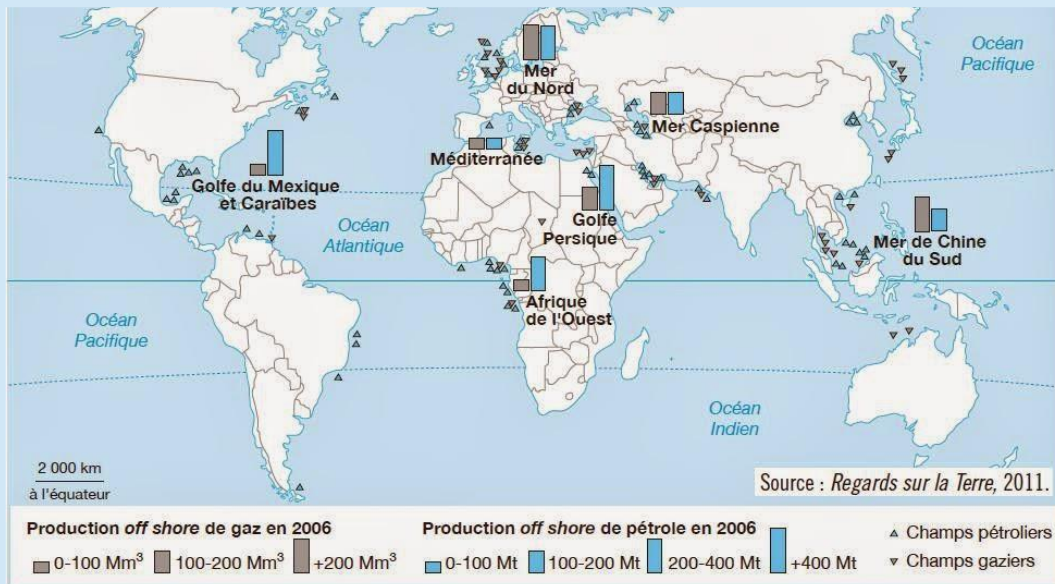 Océan
Pacifique
Mer
du Nord
Mer Caspienne
Méditerranée
Golfe du Mexique
et Caraïbes
Océan
Atlantique
Golfe
Persique
Mer de Chine
du Sud
Afrique
de l'Ouest
Océan
Pacifique
Océan
Indien
2 000 km
à l'équateur
Source : Regards sur la Terre, 2011.
Production off shore de gaz en 2006
0-100 Mm³ 100-200 Mm³ +200 Mm³
Production off shore de pétrole en 2006
0-100 Mt 100-200 Mt 200-400 Mt +400 Mt
Champs pétroliers
Champs gaziers